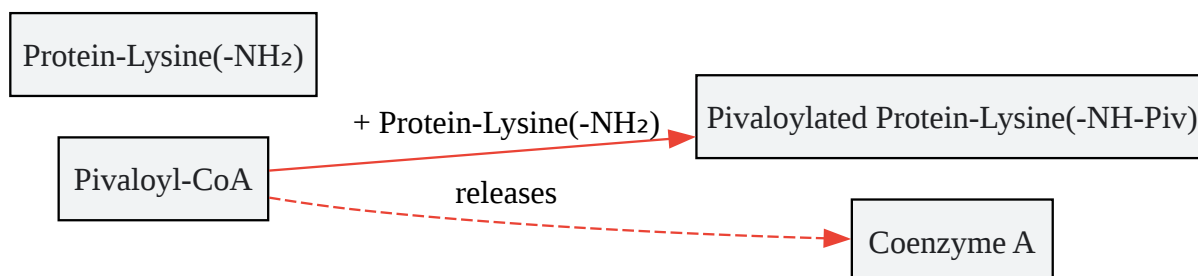 Protein-Lysine(-NH₂)
+ Protein-Lysine(-NH₂)
Pivaloylated Protein-Lysine(-NH-Piv)
Pivaloyl-CoA
releases
Coenzyme A